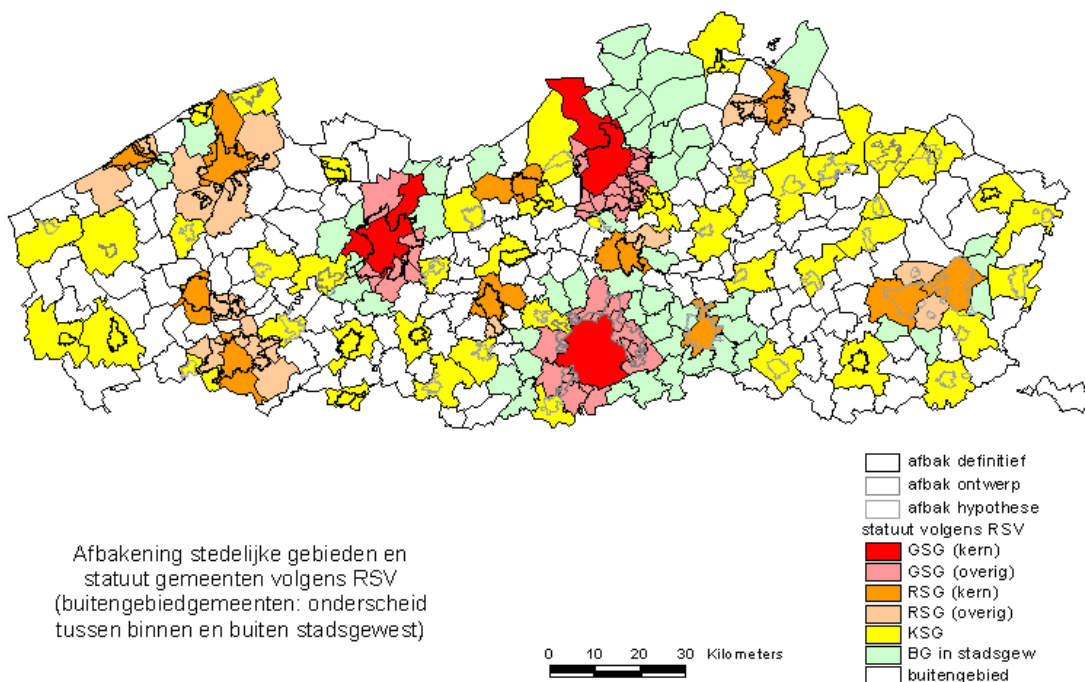 afbak definitief
afbak ontwerp
afbak hypothese
statuut volgens RSV
GSG (kern)
GSG (overig)
RSG (kern)
RSG (overig)
KSG
BG in stadsgew
buitengebied
Afbakening stedelijke gebieden en
statuut gemeenten volgens RSV
(buitengebiedgemeenten: onderscheid
tussen binnen en buiten stadsgewest)
0 10 20 30 Kilometers